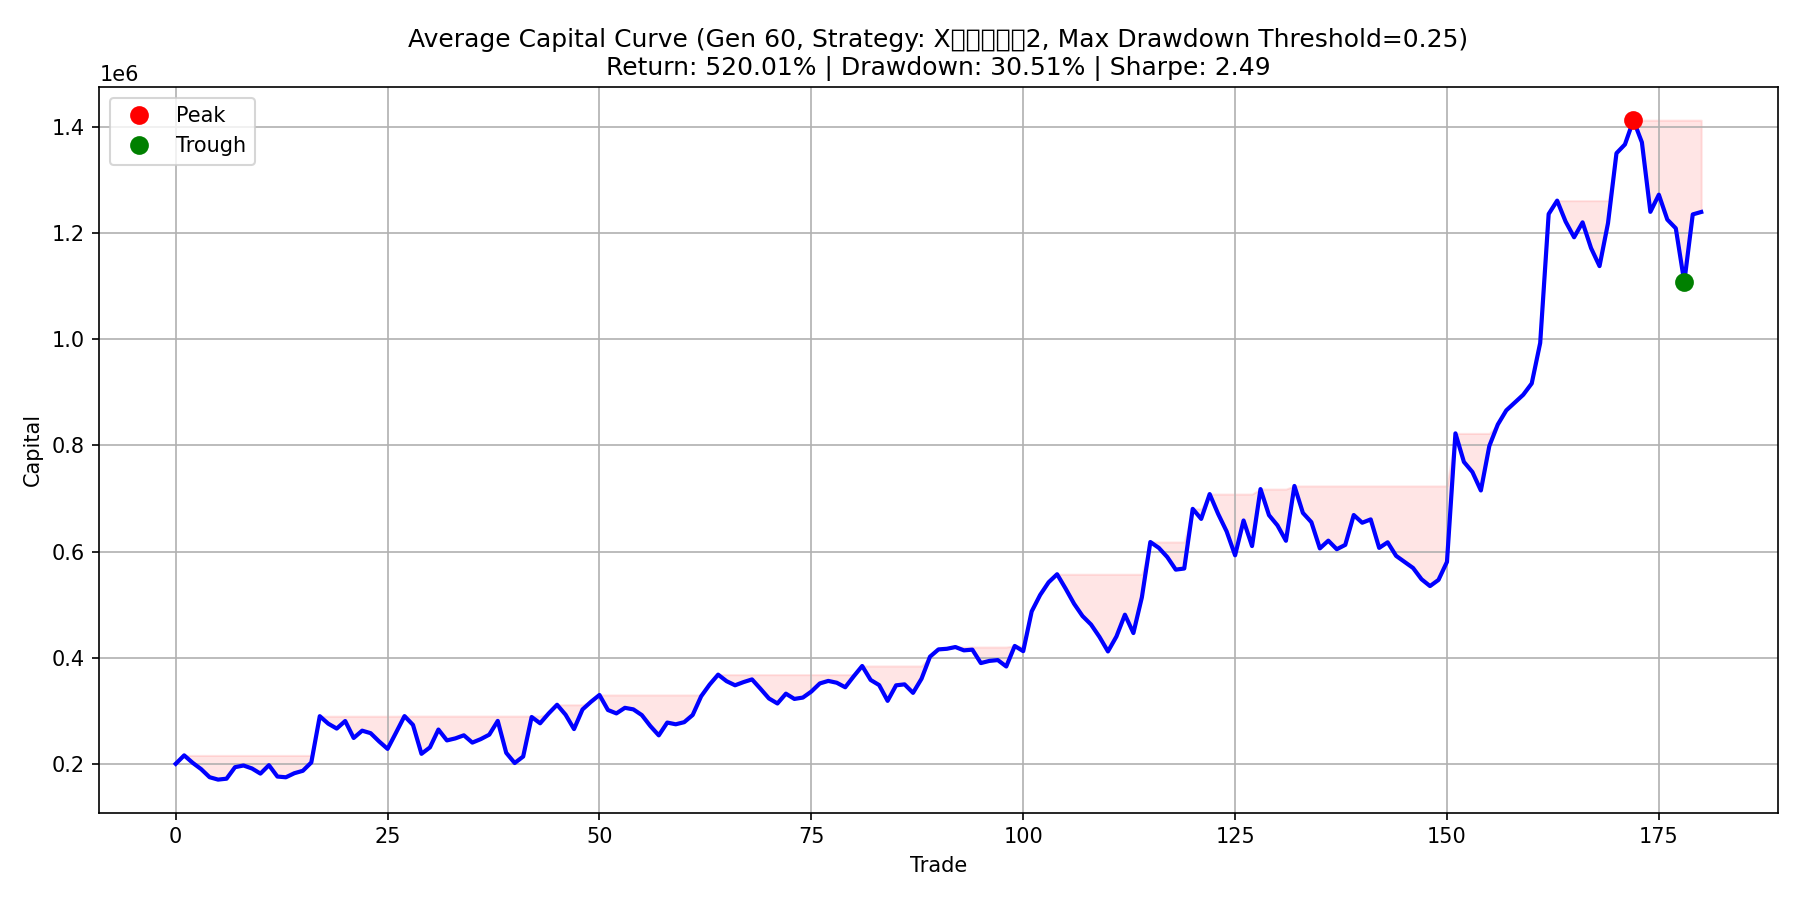 Average Capital Curve (Gen 60, Strategy: X□□□□□2, Max Drawdown Threshold=0.25)
Return: 520.01% | Drawdown: 30.51% | Sharpe: 2.49
1e6
Peak
Trough
1.4
1.2
1.0
0.8
0.6
0.4
0.2
Capital
0 25 50 75 100 125 150 175
Trade